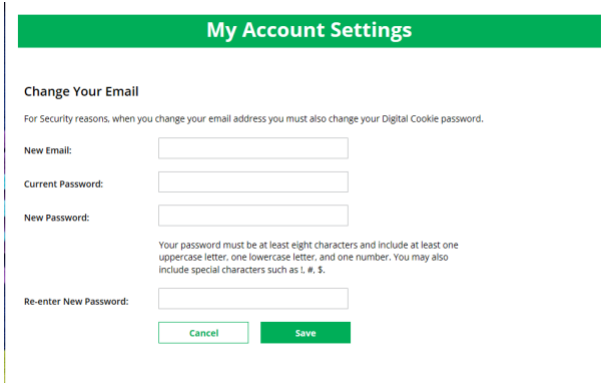 My Account Settings
Change Your Email
For Security reasons, when you change your email address you must also change your Digital Cookie password.
New Email:
Current Password:
New Password:
Your password must be at least eight characters and include at least one
uppercase letter, one lowercase letter, and one number. You may also
include special characters such as !, #, $.
Re-enter New Password:
Cancel
Save